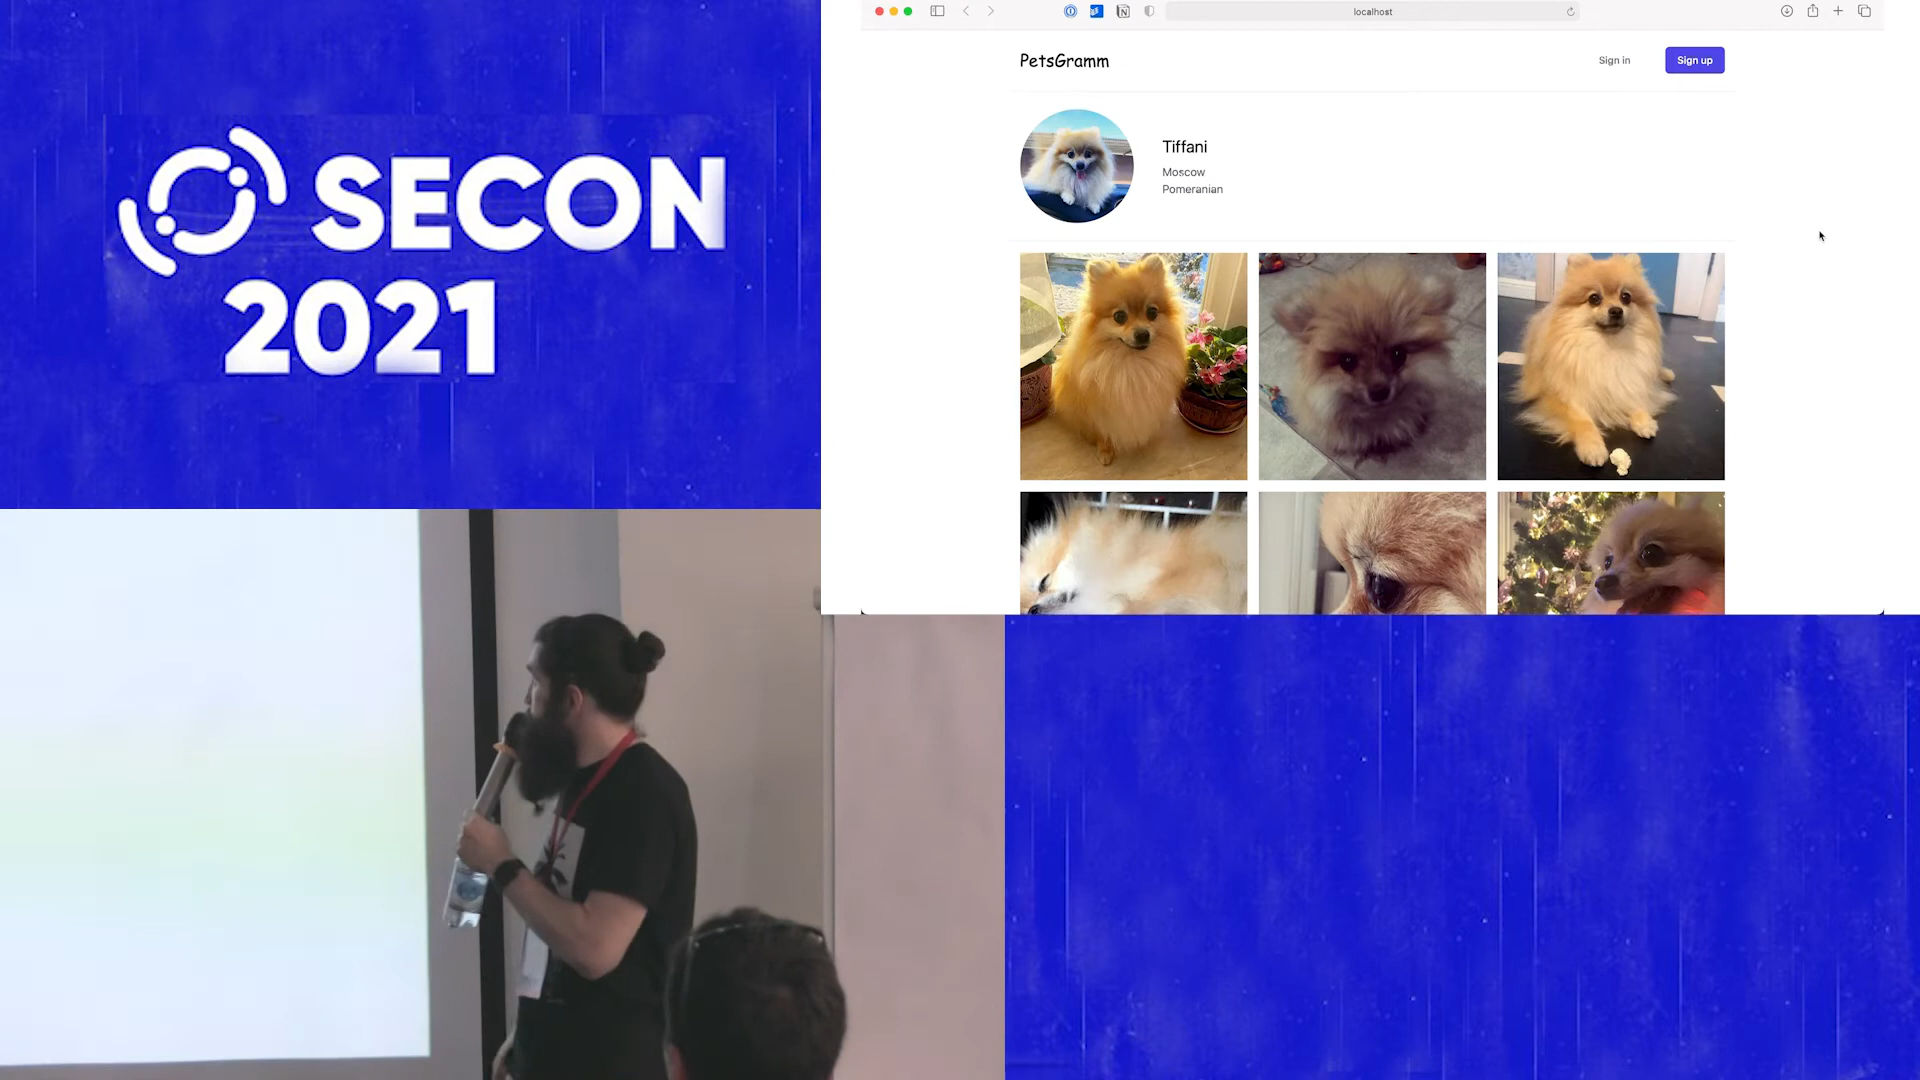 SECON
2021
localhost
PetsGramm
Sign in
Sign up
Tiffani
Moscow
Pomeranian